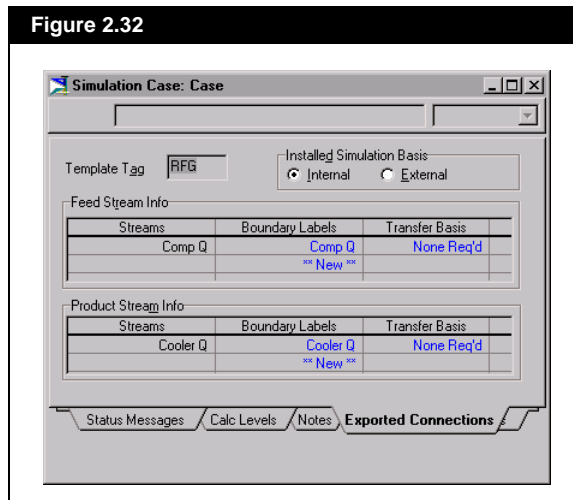 Figure 2.32
Simulation Case: Case
Template Tag RFG
Installed Simulation Basis
Internal External
Feed Stream Info
Streams Boundary Labels Transfer Basis
Comp Q Comp Q None Req'd
** New **
Product Stream Info
Streams Boundary Labels Transfer Basis
Cooler Q Cooler Q None Req'd
** New **
Status Messages Calc Levels Notes Exported Connections